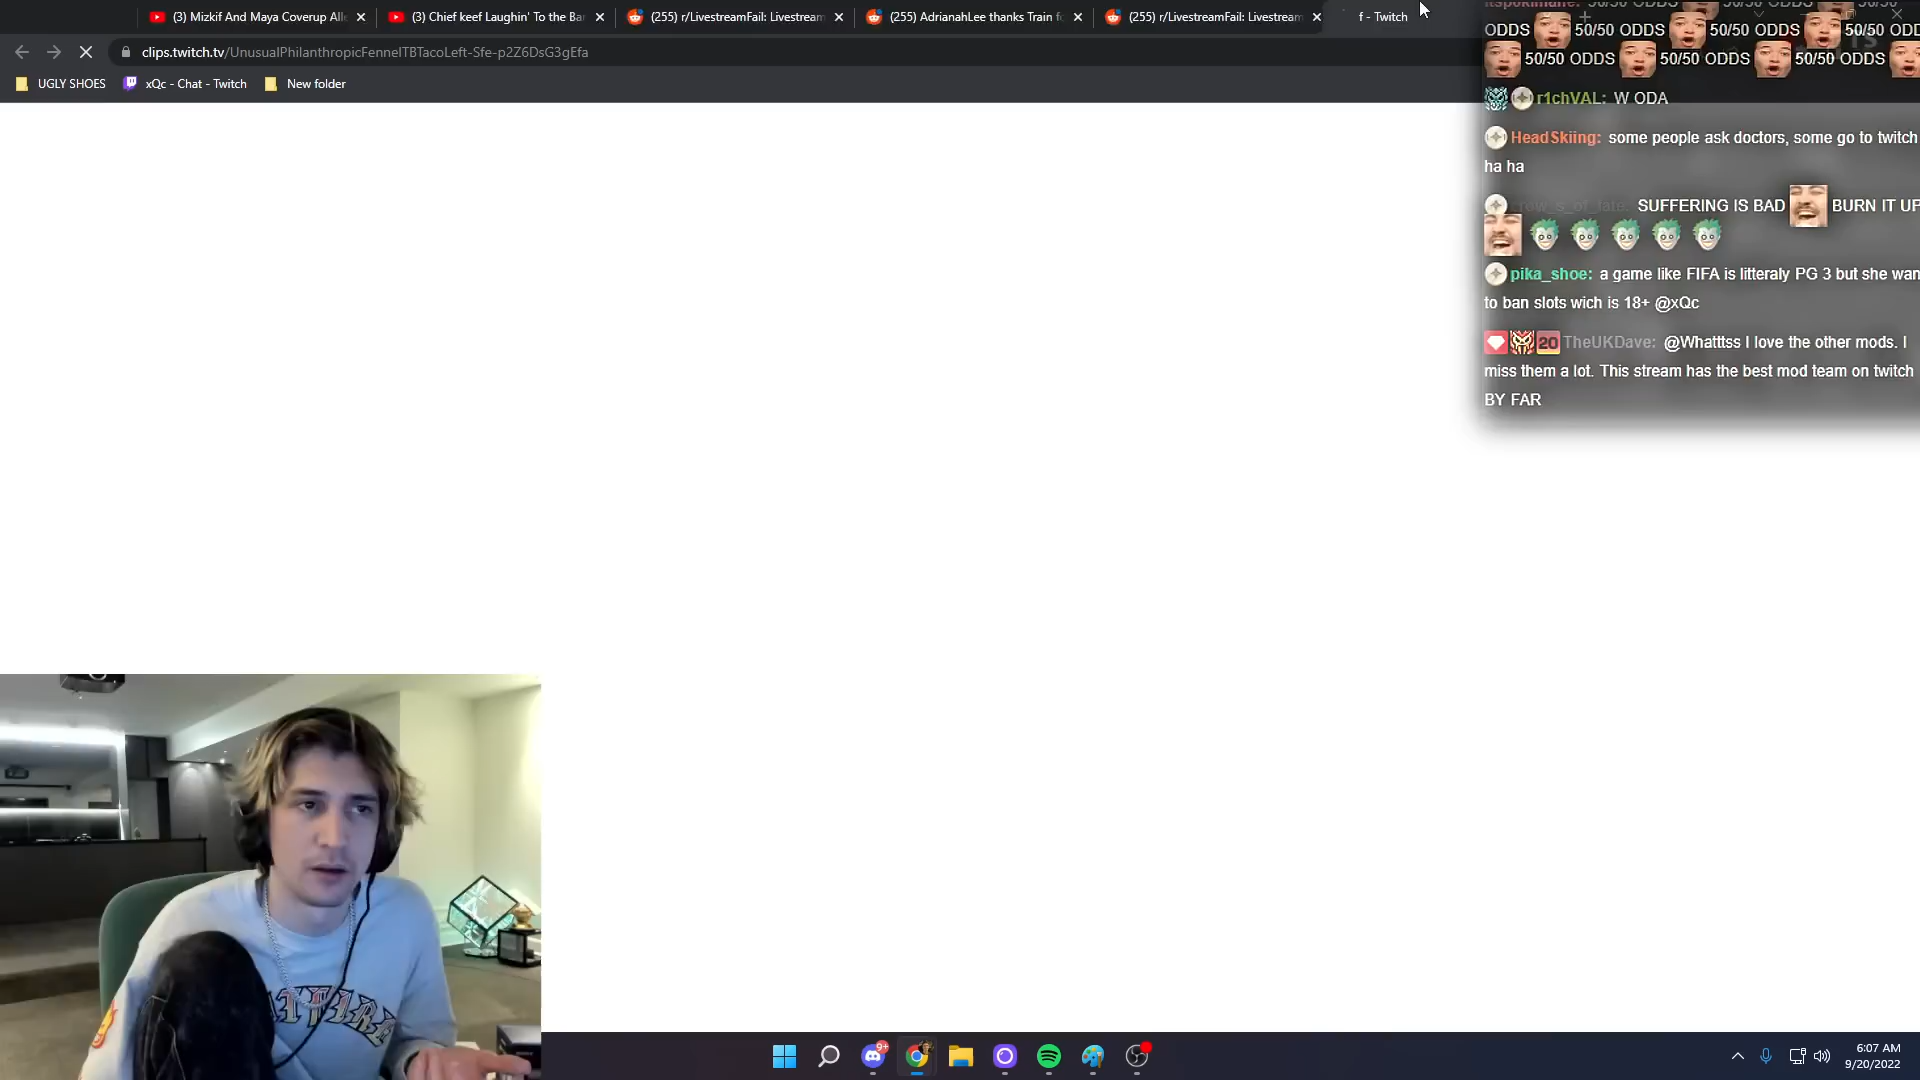 (3) Mizkif And Maya Coverup All
(3) Chief keef Laughin' To the Ba
(255) r/LivestreamFail: Livestream
(255) AdrianahLee thanks Train f
(255) r/LivestreamFail: Livestream
f - Twitch
clips.twitch.tv/UnusualPhilanthropicFennelTBTacoLeft-Sfe-p2Z6DsG3gEfa
UGLY SHOES
xQc - Chat - Twitch
New folder
ODDS 50/50 ODDS 50/50 ODDS 50/50 ODD
50/50 ODDS 50/50 ODDS 50/50 ODDS
r1chVAL: W ODA
HeadSkiing: some people ask doctors, some go to twitch
ha ha
SUFFERING IS BAD BURN IT UP
pika_shoe: a game like FIFA is litteraly PG 3 but she wan
to ban slots wich is 18+ @xQc
20 TheUKDave: @Whatttss I love the other mods. I
miss them a lot. This stream has the best mod team on twitch
BY FAR
9+
6:07 AM
9/20/2022